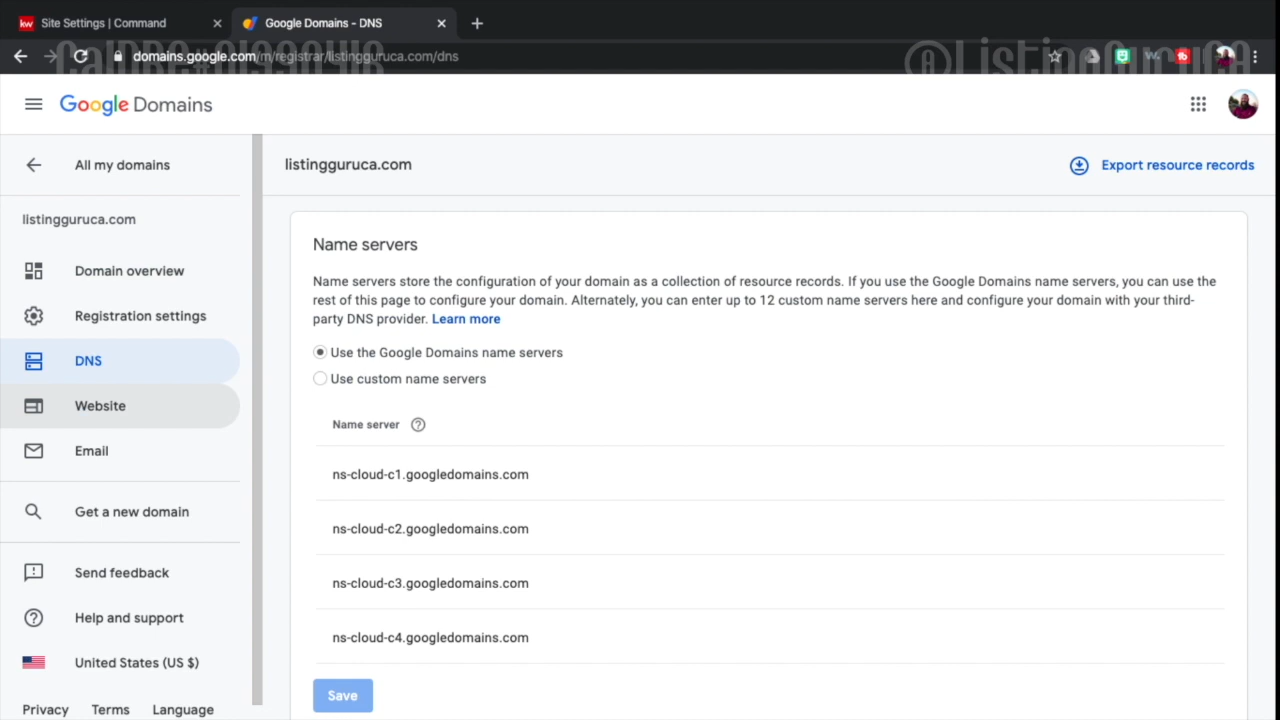 Site Settings | Command
Google Domains - DNS
domains.google.com/m/registrar/listingguruca.com/dns
CalDRE#01990918
@ListingGuruCA
Google Domains
All my domains
listingguruca.com
Export resource records
listingguruca.com
Domain overview
Registration settings
DNS
Website
Email
Get a new domain
Send feedback
Help and support
United States (US $)
Privacy Terms Language
Name servers
Name servers store the configuration of your domain as a collection of resource records. If you use the Google Domains name servers, you can use the
rest of this page to configure your domain. Alternately, you can enter up to 12 custom name servers here and configure your domain with your third-
party DNS provider. Learn more
Use the Google Domains name servers
Use custom name servers
Name server
ns-cloud-c1.googledomains.com
ns-cloud-c2.googledomains.com
ns-cloud-c3.googledomains.com
ns-cloud-c4.googledomains.com
Save